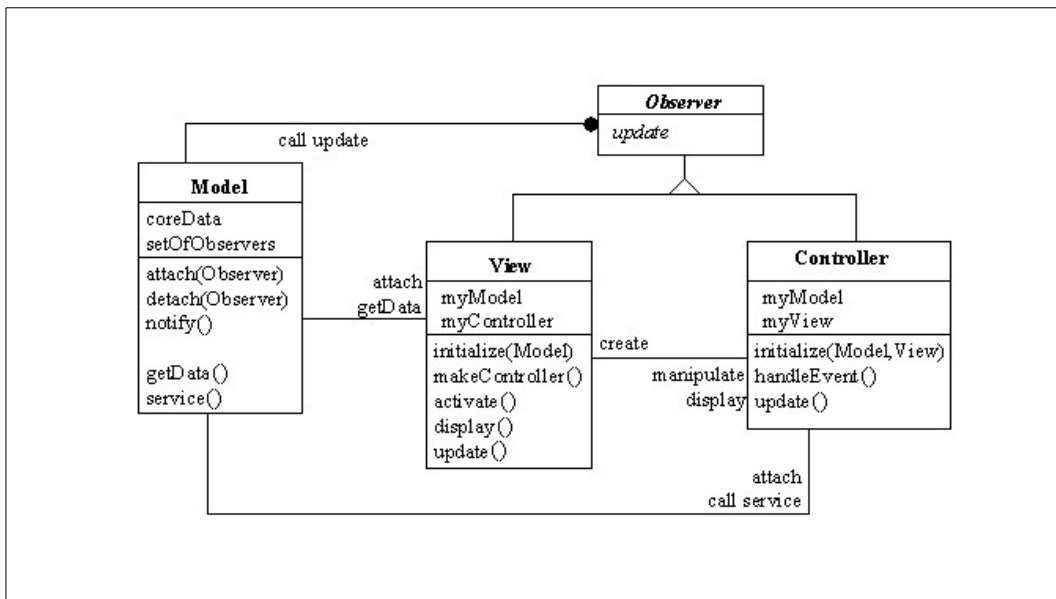 Observer
update
call update
Model
coreData
setOfObservers
attach(Observer)
detach(Observer)
notify()
getData()
service()
attach
getData
View
myModel
myController
initialize(Model)
makeController()
activate()
display()
update()
create
manipulate
display
Controller
myModel
myView
initialize(Model,View)
handleEvent()
update()
attach
call service